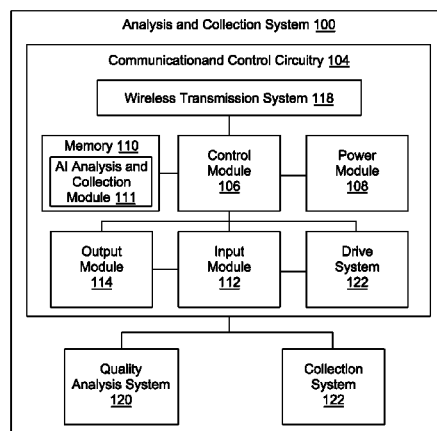 Analysis and Collection System 100
Communicationand Control Circuitry 104
Wireless Transmission System 118
Memory 110
AI Analysis and
Collection
Module 111
Control
Module
106
Power
Module
108
Output
Module
114
Input
Module
112
Drive
System
122
Quality
Analysis System
120
Collection
System
122